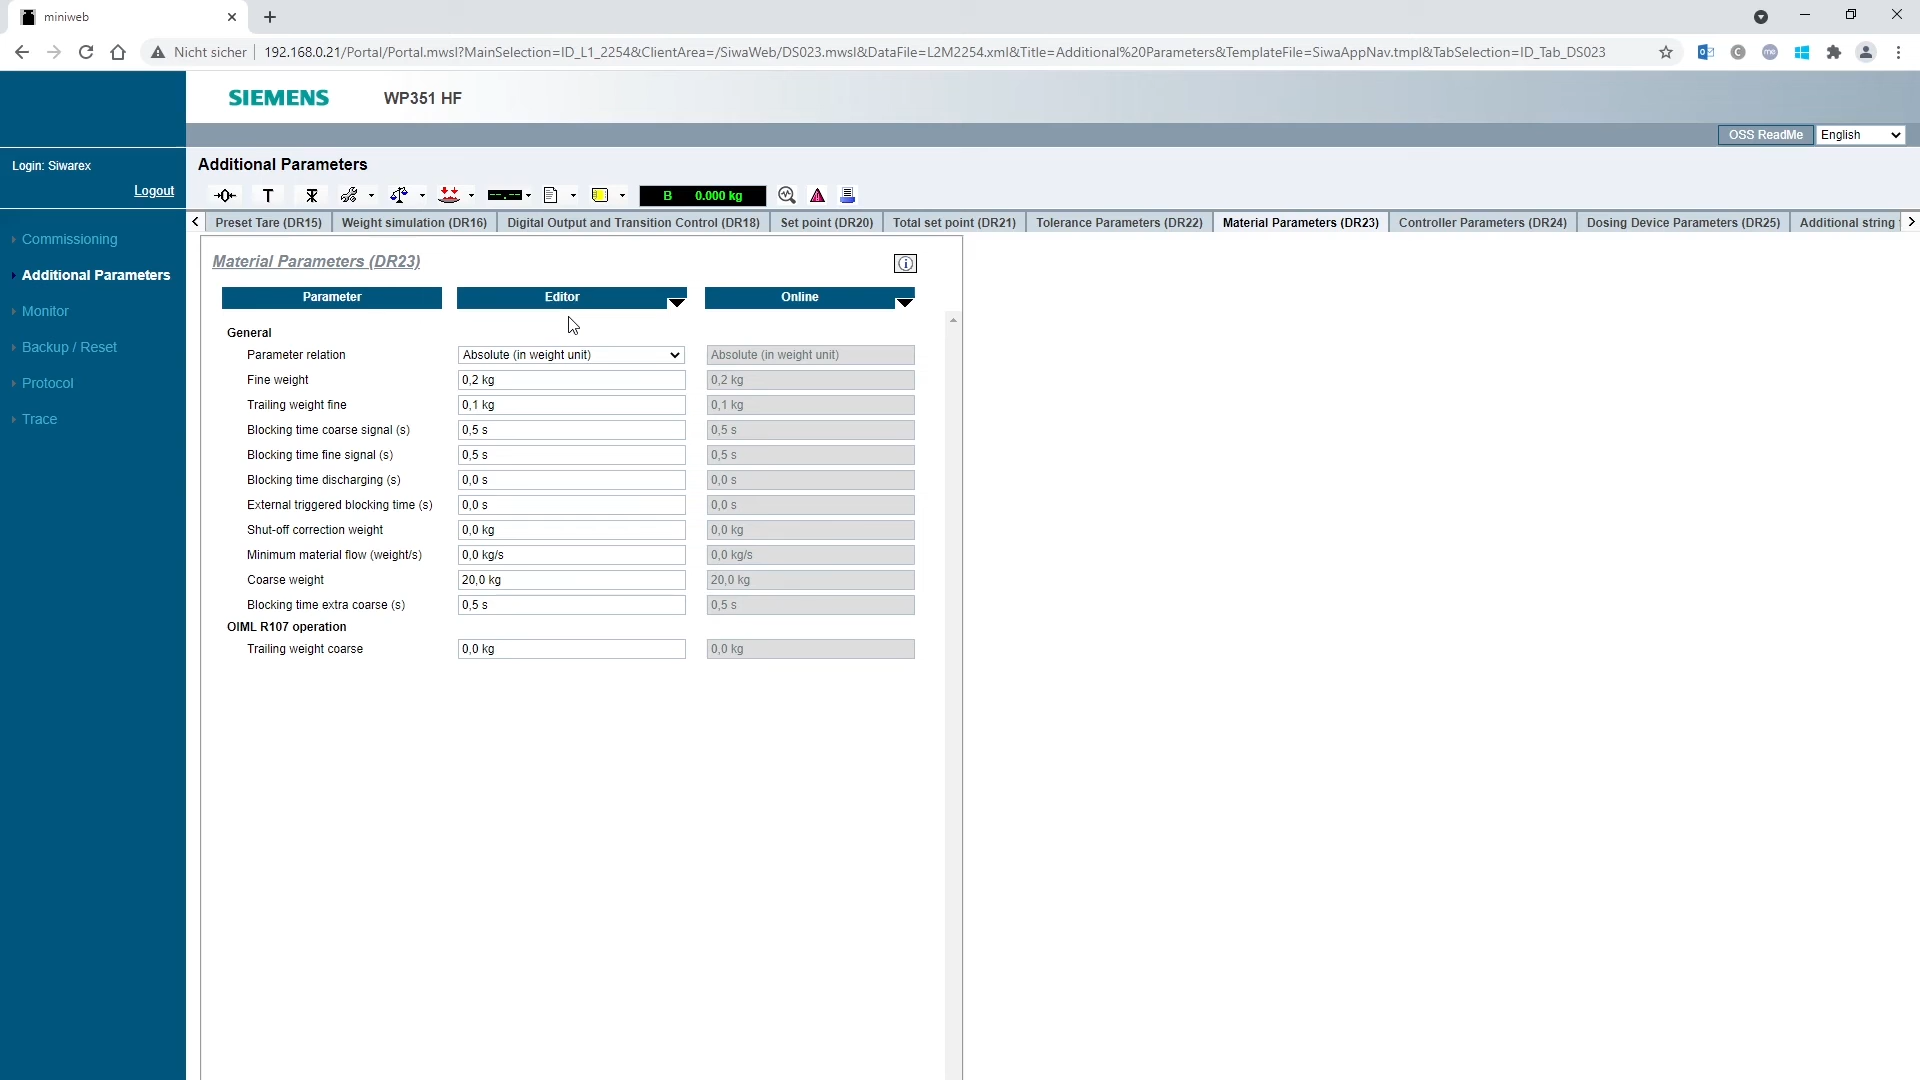 miniweb
Nicht sicher
192.168.0.21/Portal/Portal.mwsl?MainSelection=ID_L1_2254&ClientArea=/SiwaWeb/DS023.mwsl&DataFile=L2M2254.xml&Title=Additional%20Parameters&TemplateFile=SiwaAppNav.tmpl&TabSelection=ID_Tab_DS023
SIEMENS WP351 HF
OSS ReadMe English
Login: Siwarex
Logout
Additional Parameters
T
B 0.000 kg
Preset Tare (DR15) Weight simulation (DR16) Digital Output and Transition Control (DR18) Set point (DR20) Total set point (DR21) Tolerance Parameters (DR22) Material Parameters (DR23) Controller Parameters (DR24) Dosing Device Parameters (DR25) Additional string
Commissioning
Additional Parameters
Monitor
Backup / Reset
Protocol
Trace
Material Parameters (DR23)
Parameter Editor Online
General
Parameter relation Absolute (in weight unit) Absolute (in weight unit)
Fine weight 0,2 kg 0,2 kg
Trailing weight fine 0,1 kg 0,1 kg
Blocking time coarse signal (s) 0,5 s 0,5 s
Blocking time fine signal (s) 0,5 s 0,5 s
Blocking time discharging (s) 0,0 s 0,0 s
External triggered blocking time (s) 0,0 s 0,0 s
Shut-off correction weight 0,0 kg 0,0 kg
Minimum material flow (weight/s) 0,0 kg/s 0,0 kg/s
Coarse weight 20,0 kg 20,0 kg
Blocking time extra coarse (s) 0,5 s 0,5 s
OIML R107 operation
Trailing weight coarse 0,0 kg 0,0 kg